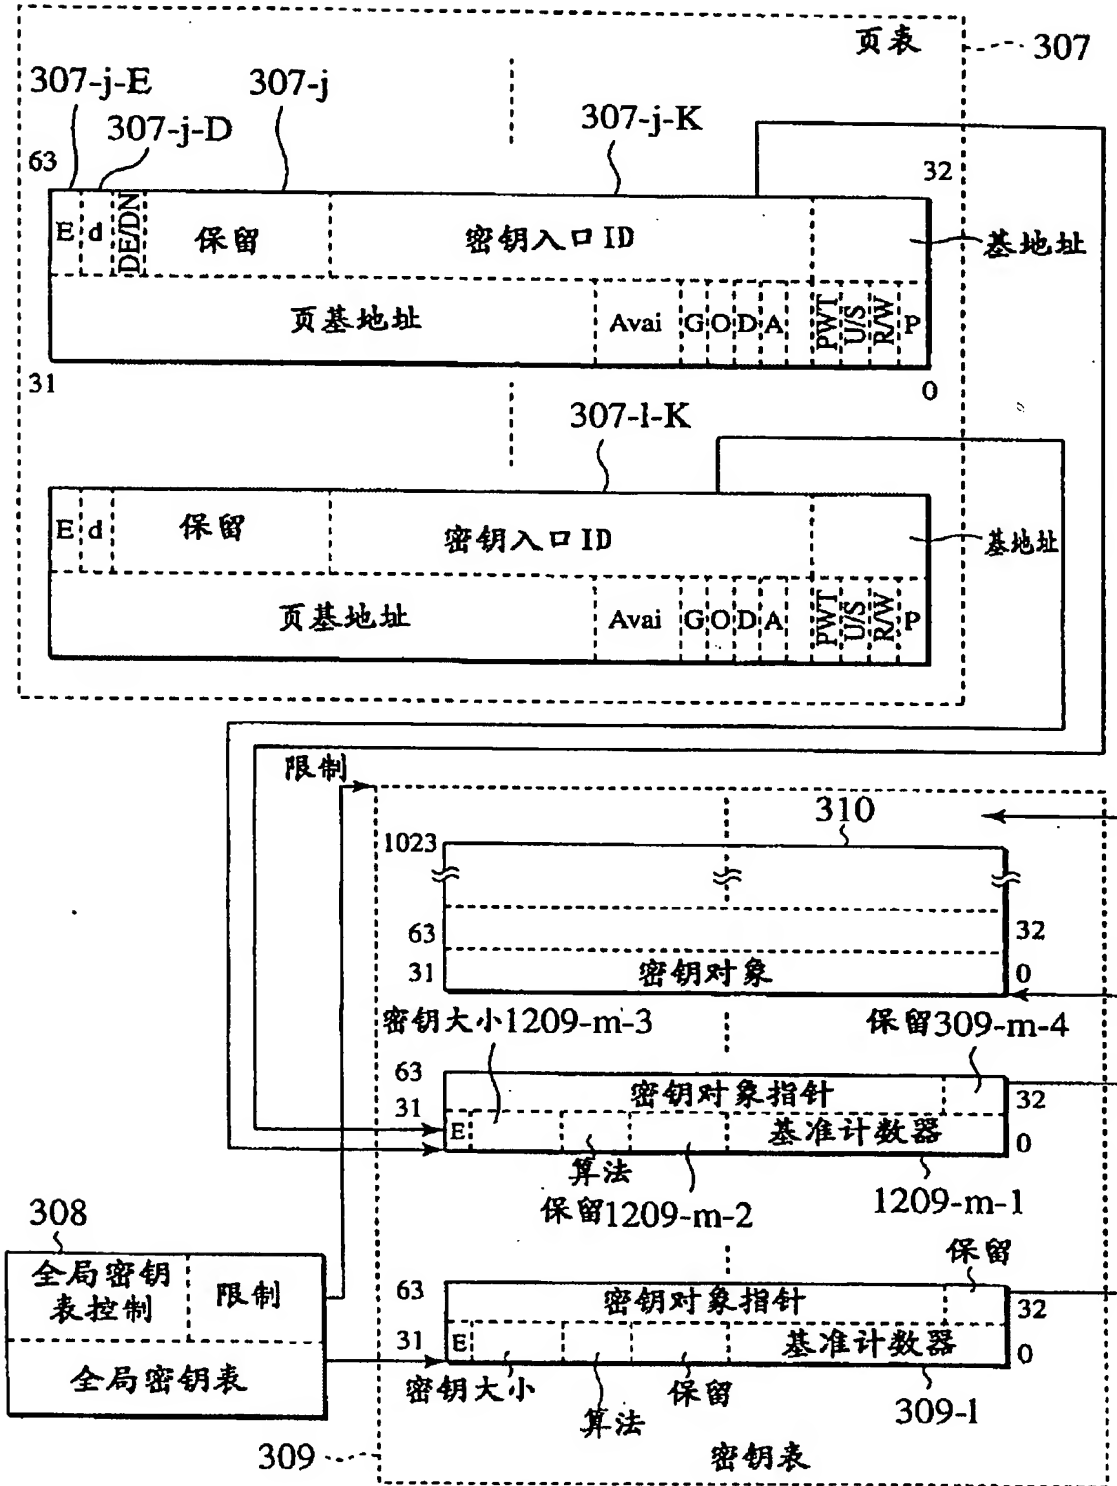 页表
307
307-j-E
307-j
307-j-D
307-j-K
63
32
E
d
DE/DN
保留
密钥入口ID
基地址
页基地址
Avai
G
O
D
A
PWT
U/S
R/W
P
31
0
307-l-K
E
d
保留
密钥入口ID
基地址
页基地址
Avai
G
O
D
A
PWT
U/S
R/W
P
限制
310
1023
63
32
31
密钥对象
0
密钥大小1209-m-3
保留309-m-4
63
密钥对象指针
32
31
E
基准计数器
0
算法
保留1209-m-2
1209-m-1
308
全局密钥
表控制
限制
全局密钥表
保留
63
密钥对象指针
32
31
E
基准计数器
0
密钥大小
算法
保留
309-l
309
密钥表